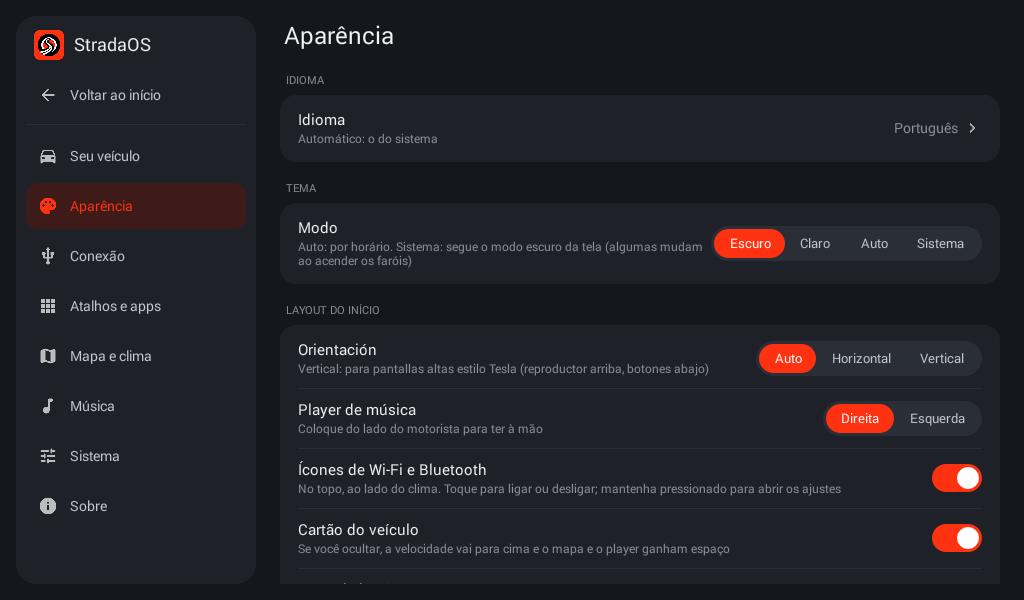 StradaOS
Voltar ao início
Seu veículo
Aparência
Conexão
Atalhos e apps
Mapa e clima
Música
Sistema
Sobre
Aparência
IDIOMA
Idioma
Automático: o do sistema
Português
TEMA
Modo
Auto: por horário. Sistema: segue o modo escuro da tela (algumas mudam
ao acender os faróis)
Escuro Claro Auto Sistema
LAYOUT DO INÍCIO
Orientación
Vertical: para pantallas altas estilo Tesla (reproductor arriba, botones abajo)
Auto Horizontal Vertical
Player de música
Coloque do lado do motorista para ter à mão
Direita Esquerda
Ícones de Wi-Fi e Bluetooth
No topo, ao lado do clima. Toque para ligar ou desligar; mantenha pressionado para abrir os ajustes
Cartão do veículo
Se você ocultar, a velocidade vai para cima e o mapa e o player ganham espaço